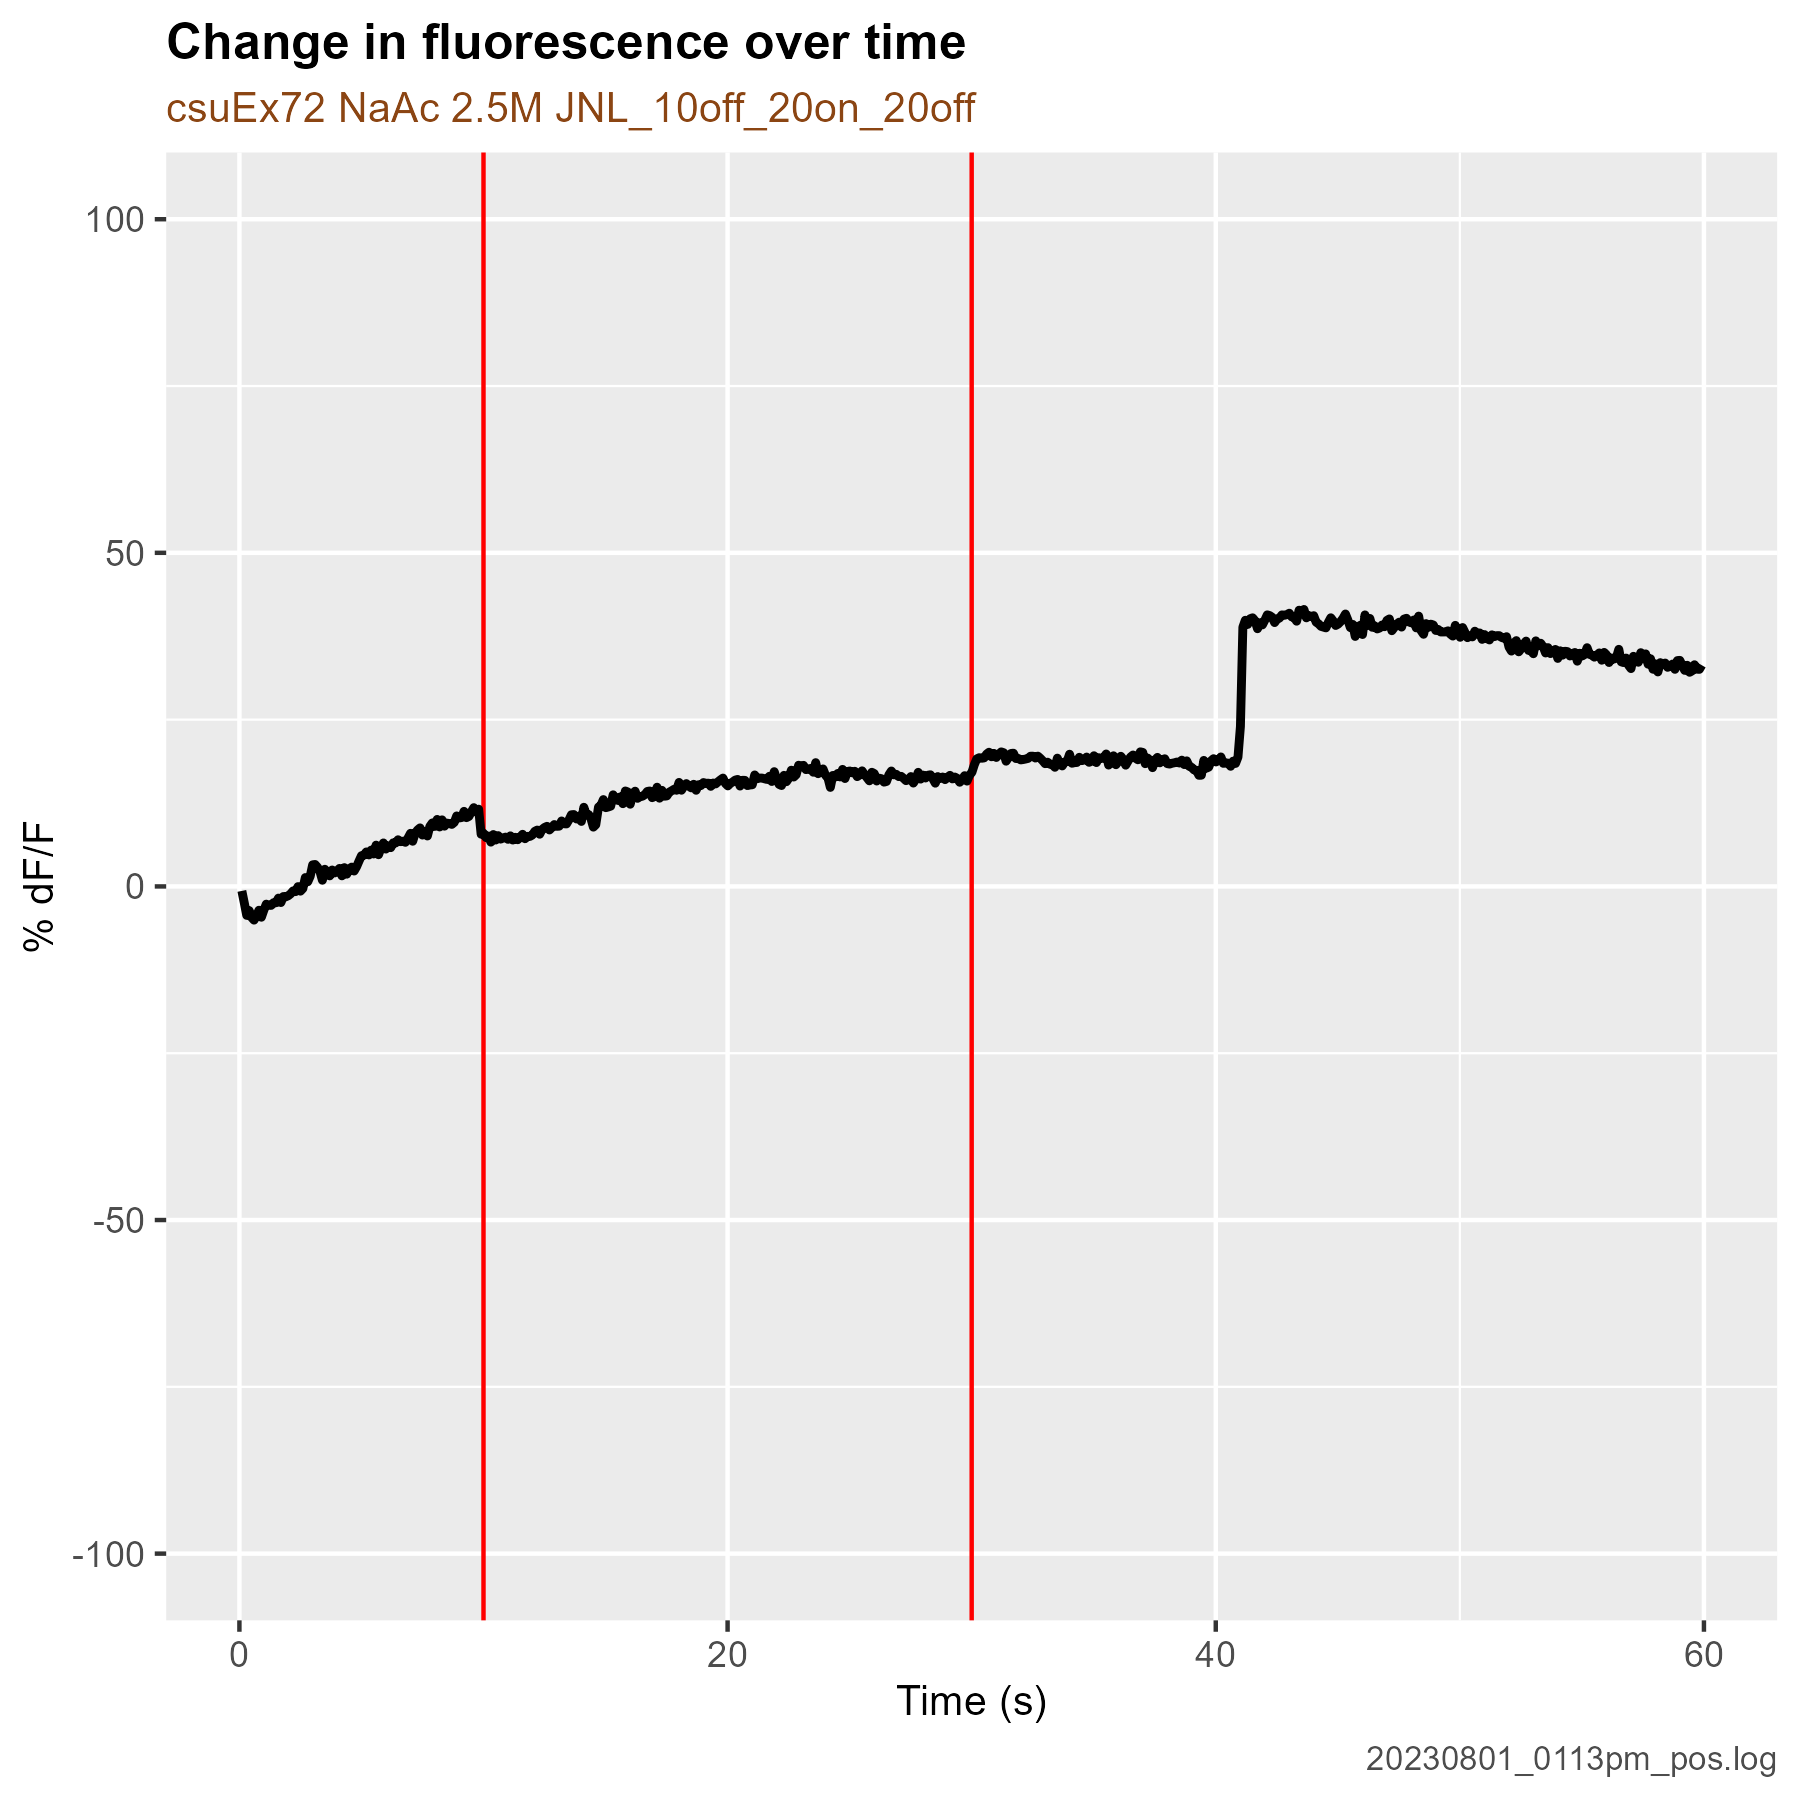 Change in fluorescence over time
csuEx72 NaAc 2.5M JNL_10off_20on_20off
% dF/F
100
50
0
-50
-100
0 20 40 60
Time (s)
20230801_0113pm_pos.log